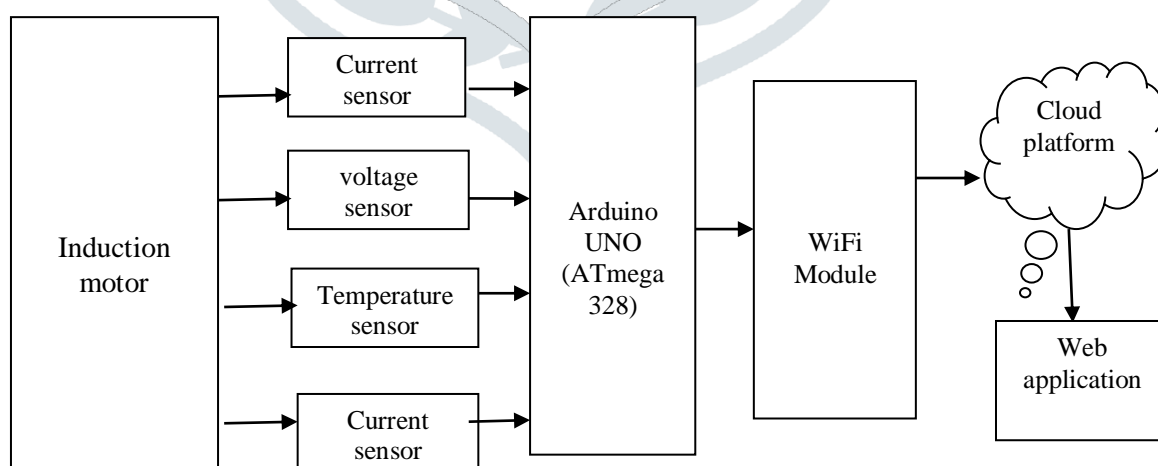 Induction
motor
Current
sensor
voltage
sensor
Temperature
sensor
Current
sensor
Arduino
UNO
(ATmega
328)
WiFi
Module
Cloud
platform
Web
application